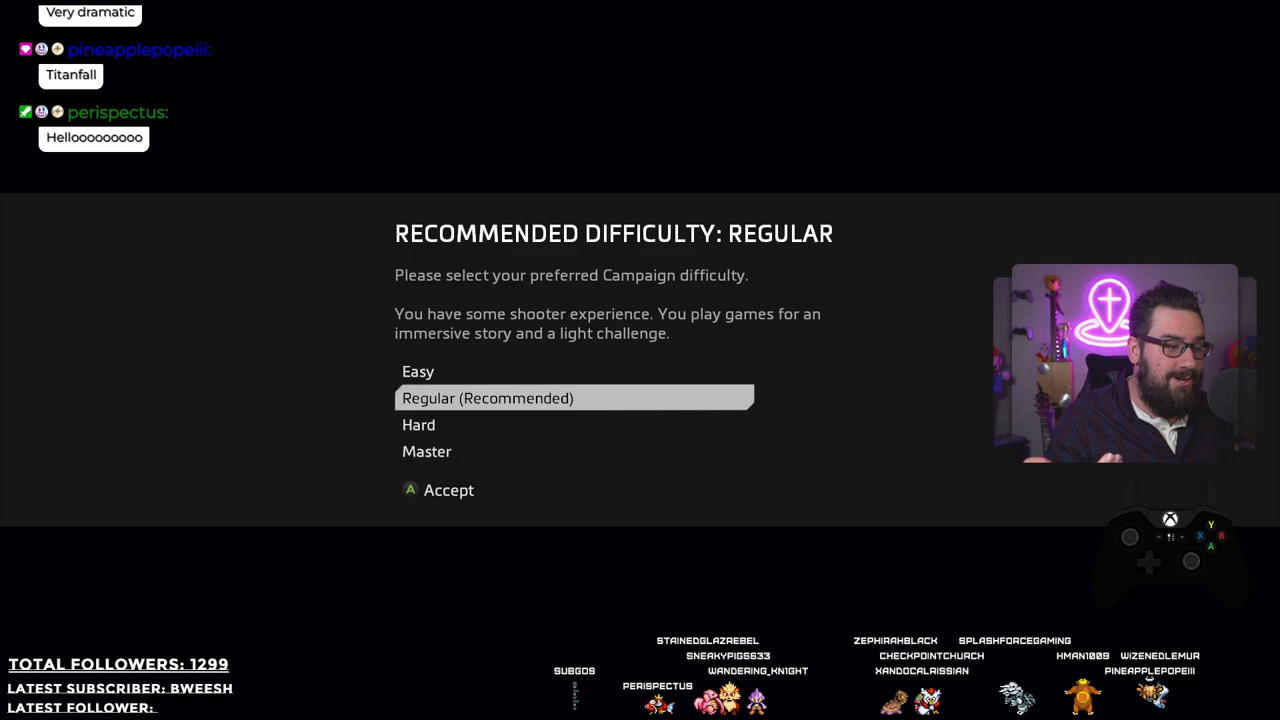 Very dramatic
pineapplepopeiii:
Titanfall
perispectus:
Hellooooooooo
RECOMMENDED DIFFICULTY: REGULAR
Please select your preferred Campaign difficulty.
You have some shooter experience. You play games for an
immersive story and a light challenge.
Easy
Regular (Recommended)
Hard
Master
A Accept
Y
X B
A
TOTAL FOLLOWERS: 1299
LATEST SUBSCRIBER: BWEESH
LATEST FOLLOWER:
STAINEDGLAZREBEL
ZEPHIRAHBLACK
SPLASHFORCEGAMING
SNEAKYPIGS633
CHECKPOINTCHURCH
HMAN1009
WIZENEDLEMUR
SUBGOS
WANDERING_KN1GHT
XANDOCALRISSIAN
PINEAPPLEPOPEIII
PERISPECTUS